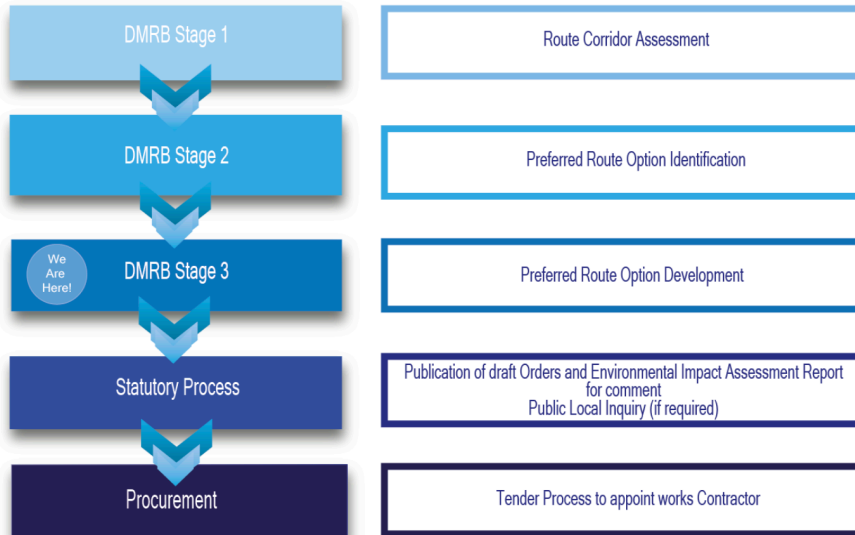 DMRB Stage 1
Route Corridor Assessment
DMRB Stage 2
Preferred Route Option Identification
We
Are
Here!
DMRB Stage 3
Preferred Route Option Development
Statutory Process
Publication of draft Orders and Environmental Impact Assessment Report
for comment
Public Local Inquiry (if required)
Procurement
Tender Process to appoint works Contractor